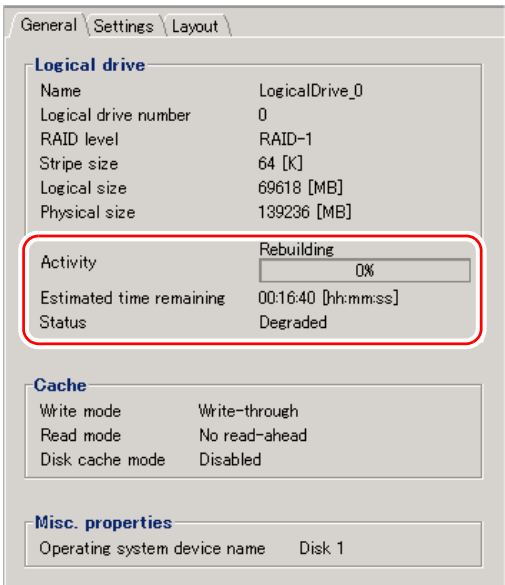 General Settings Layout
Logical drive
Name LogicalDrive_0
Logical drive number 0
RAID level RAID-1
Stripe size 64 [K]
Logical size 69618 [MB]
Physical size 139236 [MB]
Activity Rebuilding
0%
Estimated time remaining 00:16:40 [hh:mm:ss]
Status Degraded
Cache
Write mode Write-through
Read mode No read-ahead
Disk cache mode Disabled
Misc. properties
Operating system device name Disk 1